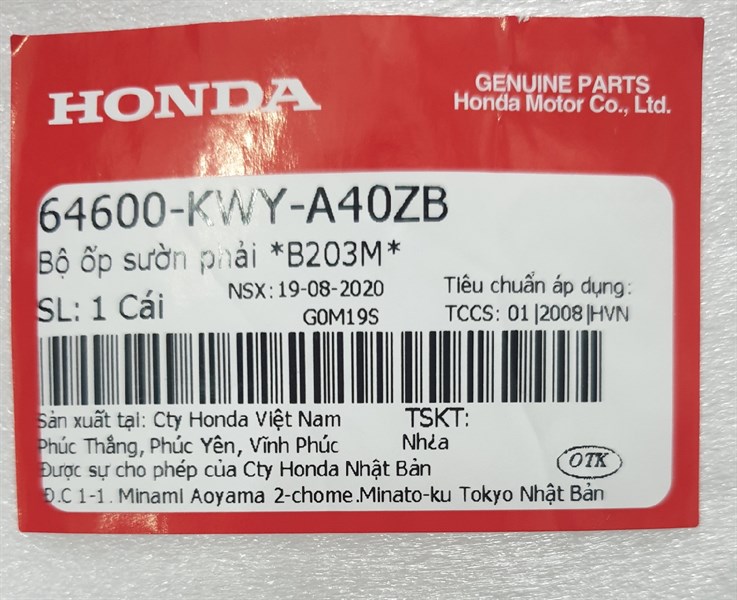 HONDA
GENUINE PARTS
Honda Motor Co., Ltd.
64600-KWY-A40ZB
Bộ ốp sườn phải *B203M*
SL: 1 Cái
NSX: 19-08-2020
G0M19S
Tiêu chuẩn áp dụng:
TCCS: 01|2008|HVN
Sản xuất tại: Cty Honda Việt Nam
Phúc Thắng, Phúc Yên, Vĩnh Phúc
Được sự cho phép của Cty Honda Nhật Bản
Đ.C 1-1. Minami Aoyama 2-chome.Minato-ku Tokyo Nhật Bản
TSKT:
Nhựa
OTK